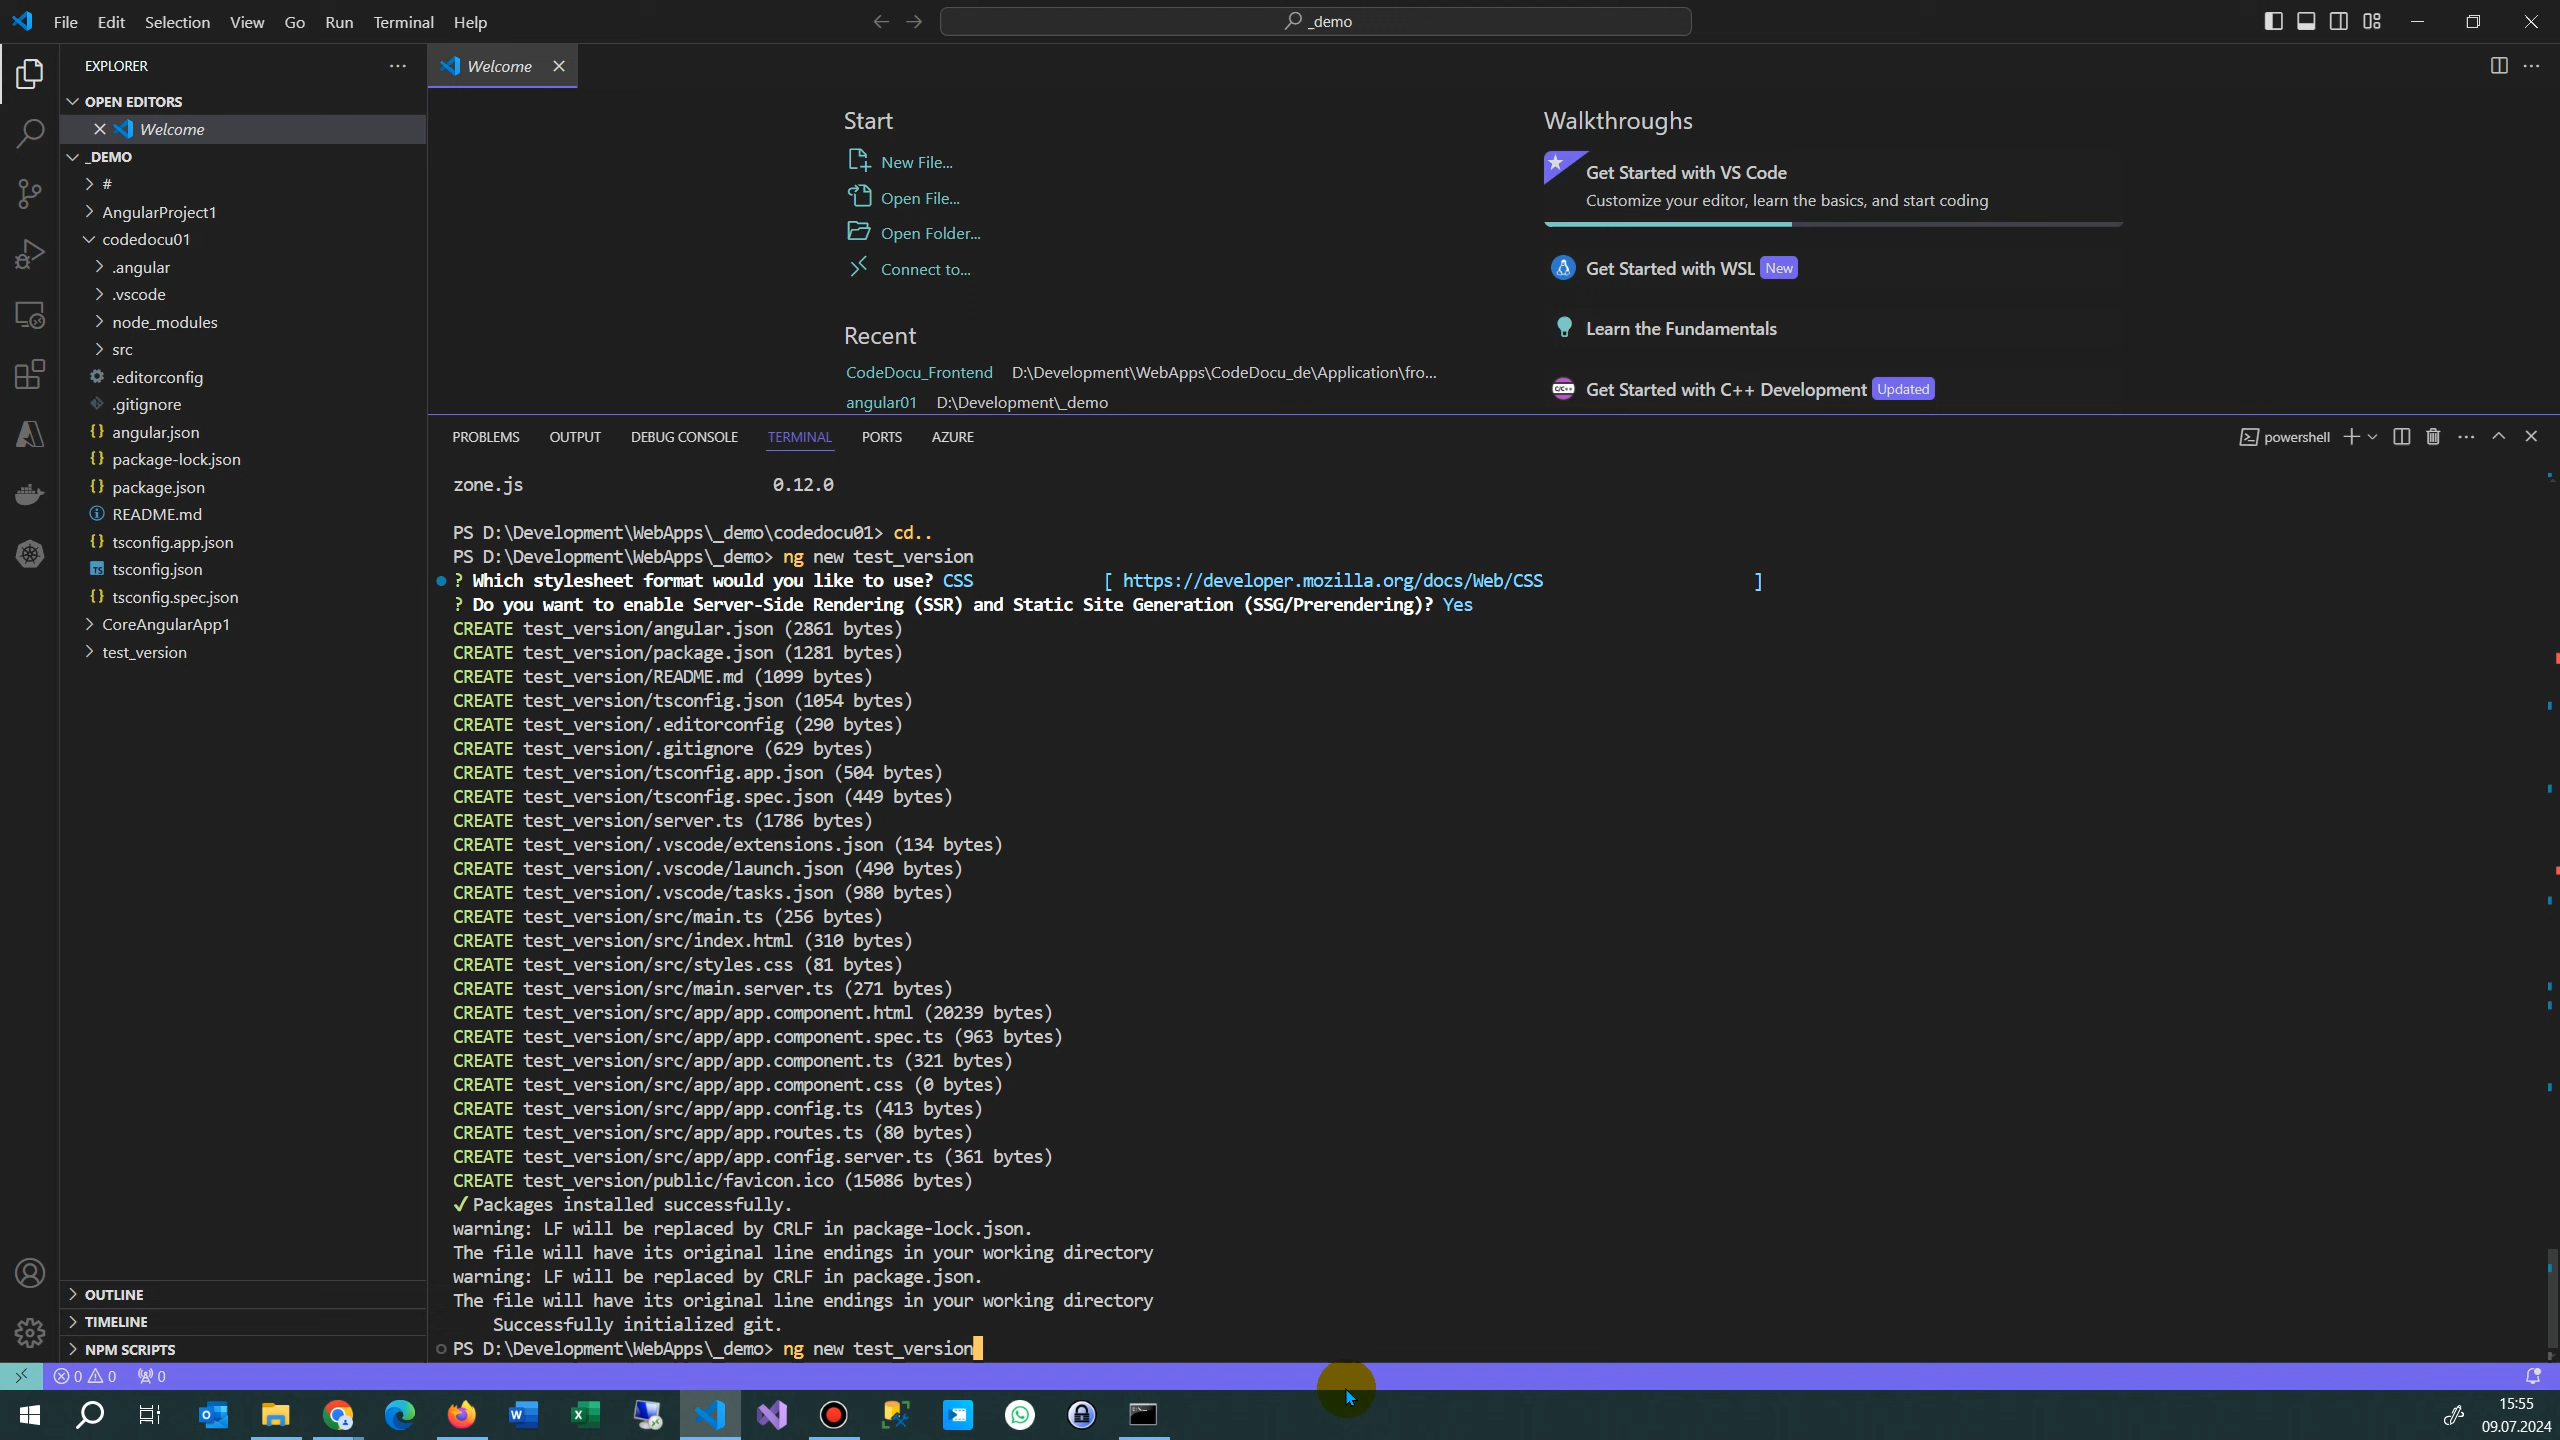 File Edit Selection View Go Run Terminal Help
_demo
EXPLORER
OPEN EDITORS
Welcome
_DEMO
#
AngularProject1
codedocu01
.angular
.vscode
node_modules
src
.editorconfig
.gitignore
angular.json
package-lock.json
package.json
README.md
tsconfig.app.json
tsconfig.json
tsconfig.spec.json
CoreAngularApp1
test_version
OUTLINE
TIMELINE
NPM SCRIPTS
Welcome
Start
New File...
Open File...
Open Folder...
Connect to...
Recent
CodeDocu_Frontend D:\Development\WebApps\CodeDocu_de\Application\fro...
angular01 D:\Development\_demo
Walkthroughs
Get Started with VS Code
Customize your editor, learn the basics, and start coding
Get Started with WSL New
Learn the Fundamentals
Get Started with C++ Development Updated
PROBLEMS OUTPUT DEBUG CONSOLE TERMINAL PORTS AZURE
powershell
zone.js 0.12.0
PS D:\Development\WebApps\_demo\codedocu01> cd..
PS D:\Development\WebApps\_demo> ng new test_version
? Which stylesheet format would you like to use? CSS [ https://developer.mozilla.org/docs/Web/CSS ]
? Do you want to enable Server-Side Rendering (SSR) and Static Site Generation (SSG/Prerendering)? Yes
CREATE test_version/angular.json (2861 bytes)
CREATE test_version/package.json (1281 bytes)
CREATE test_version/README.md (1099 bytes)
CREATE test_version/tsconfig.json (1054 bytes)
CREATE test_version/.editorconfig (290 bytes)
CREATE test_version/.gitignore (629 bytes)
CREATE test_version/tsconfig.app.json (504 bytes)
CREATE test_version/tsconfig.spec.json (449 bytes)
CREATE test_version/server.ts (1786 bytes)
CREATE test_version/.vscode/extensions.json (134 bytes)
CREATE test_version/.vscode/launch.json (490 bytes)
CREATE test_version/.vscode/tasks.json (980 bytes)
CREATE test_version/src/main.ts (256 bytes)
CREATE test_version/src/index.html (310 bytes)
CREATE test_version/src/styles.css (81 bytes)
CREATE test_version/src/main.server.ts (271 bytes)
CREATE test_version/src/app/app.component.html (20239 bytes)
CREATE test_version/src/app/app.component.spec.ts (963 bytes)
CREATE test_version/src/app/app.component.ts (321 bytes)
CREATE test_version/src/app/app.component.css (0 bytes)
CREATE test_version/src/app/app.config.ts (413 bytes)
CREATE test_version/src/app/app.routes.ts (80 bytes)
CREATE test_version/src/app/app.config.server.ts (361 bytes)
CREATE test_version/public/favicon.ico (15086 bytes)
✓ Packages installed successfully.
warning: LF will be replaced by CRLF in package-lock.json.
The file will have its original line endings in your working directory
warning: LF will be replaced by CRLF in package.json.
The file will have its original line endings in your working directory
Successfully initialized git.
PS D:\Development\WebApps\_demo> ng new test_version
0 0 0
15:55
09.07.2024